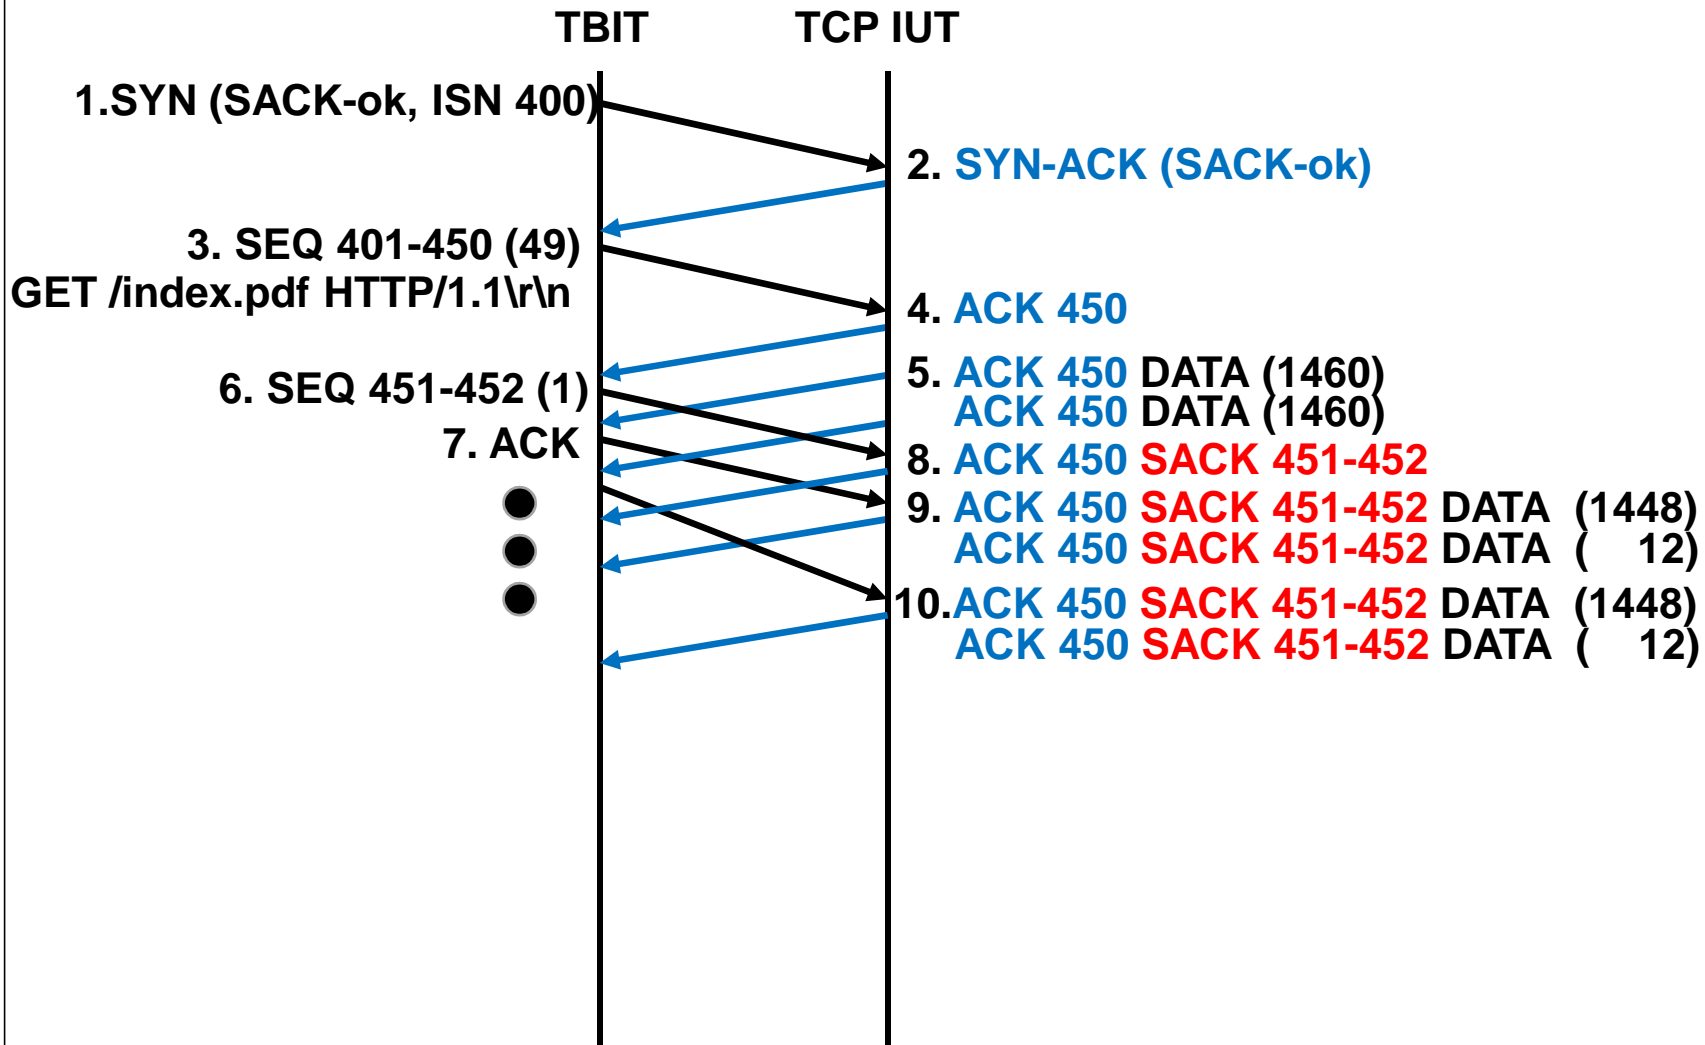 TBIT TCP IUT
1.SYN (SACK-ok, ISN 400)
2. SYN-ACK (SACK-ok)
3. SEQ 401-450 (49)
GET /index.pdf HTTP/1.1\r\n
4. ACK 450
5. ACK 450 DATA (1460)
ACK 450 DATA (1460)
6. SEQ 451-452 (1)
7. ACK
8. ACK 450 SACK 451-452
9. ACK 450 SACK 451-452 DATA (1448)
ACK 450 SACK 451-452 DATA ( 12)
10.ACK 450 SACK 451-452 DATA (1448)
ACK 450 SACK 451-452 DATA ( 12)